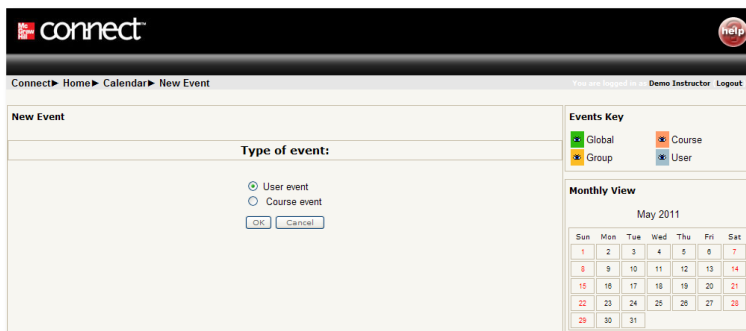 Mc
Graw
Hill
connect™
help
Connect► Home► Calendar► New Event
You are logged in as Demo Instructor Logout
New Event
Type of event:
User event
Course event
OK Cancel
Events Key
Global Course
Group User
Monthly View
May 2011
Sun Mon Tue Wed Thu Fri Sat
1 2 3 4 5 6 7
8 9 10 11 12 13 14
15 16 17 18 19 20 21
22 23 24 25 26 27 28
29 30 31